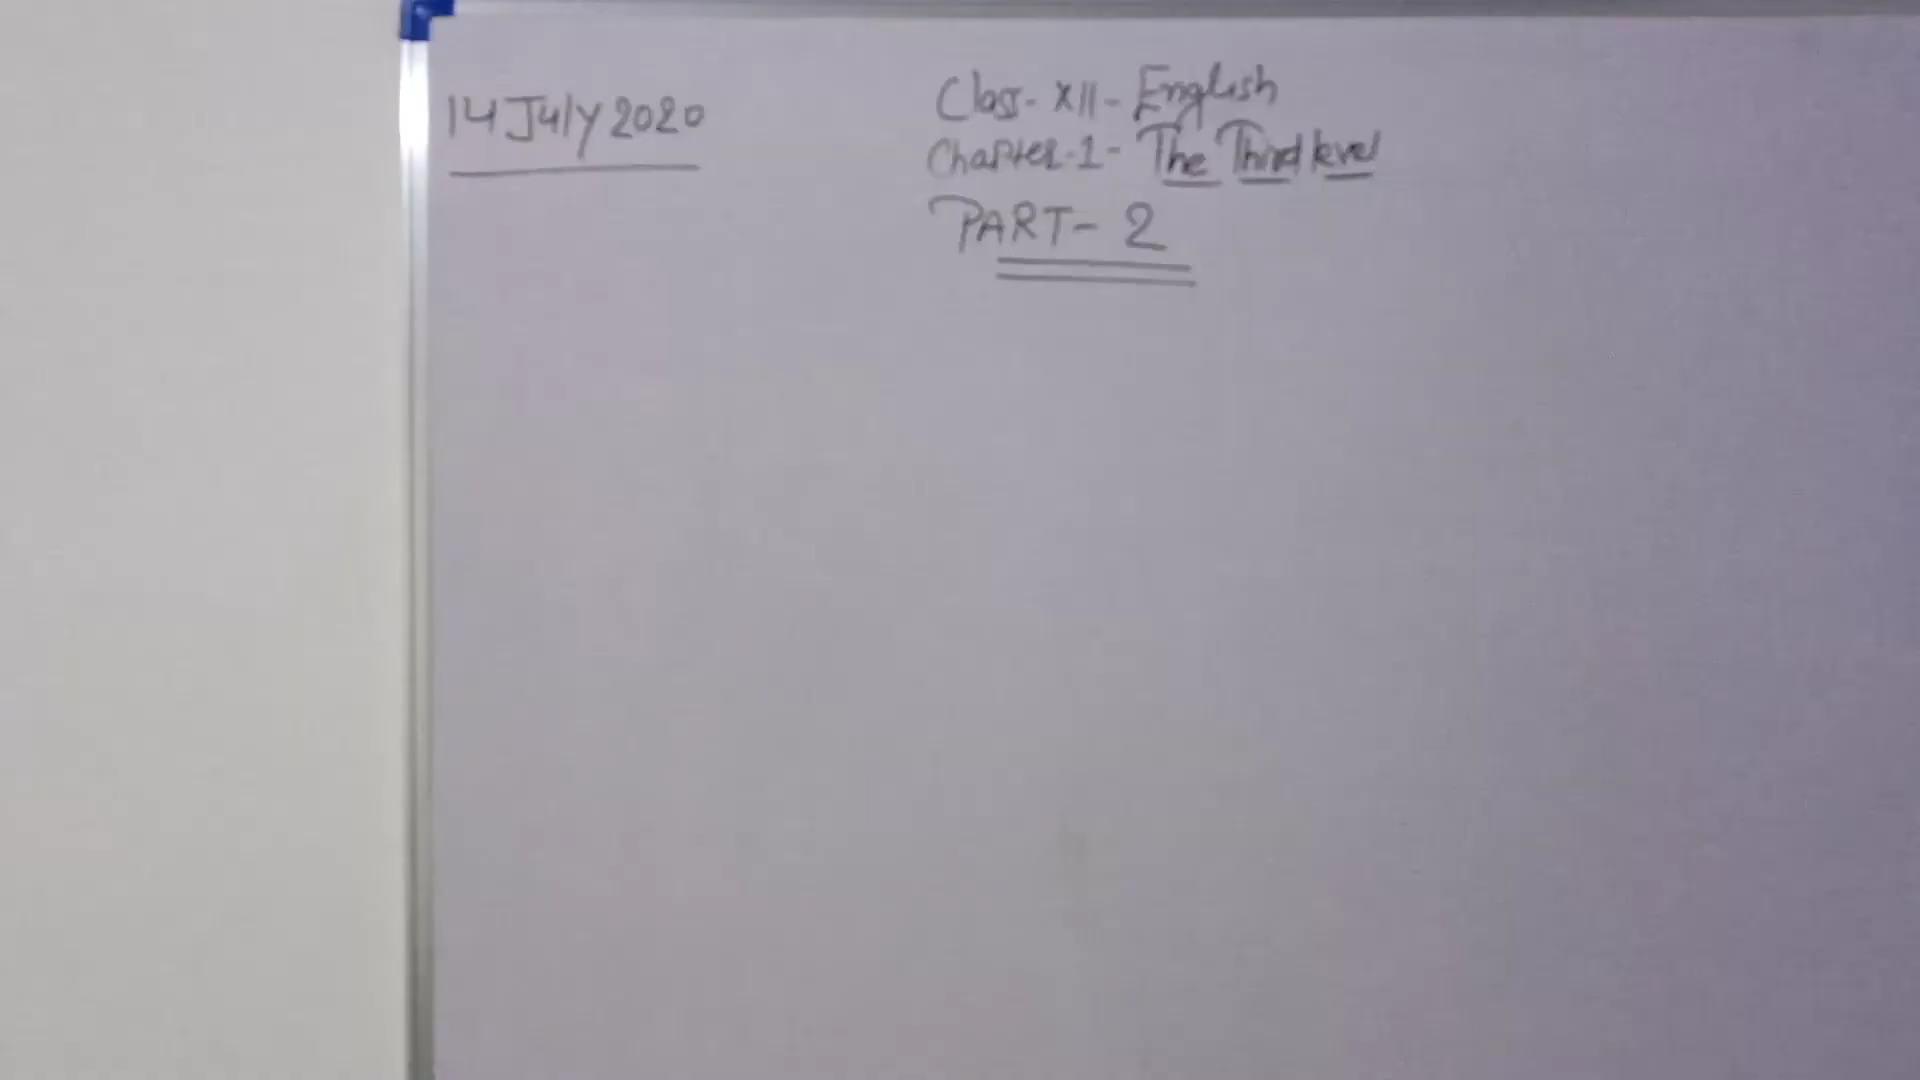 14 July 2020
Class- XII - English
Chapter-1- The Third level
PART- 2